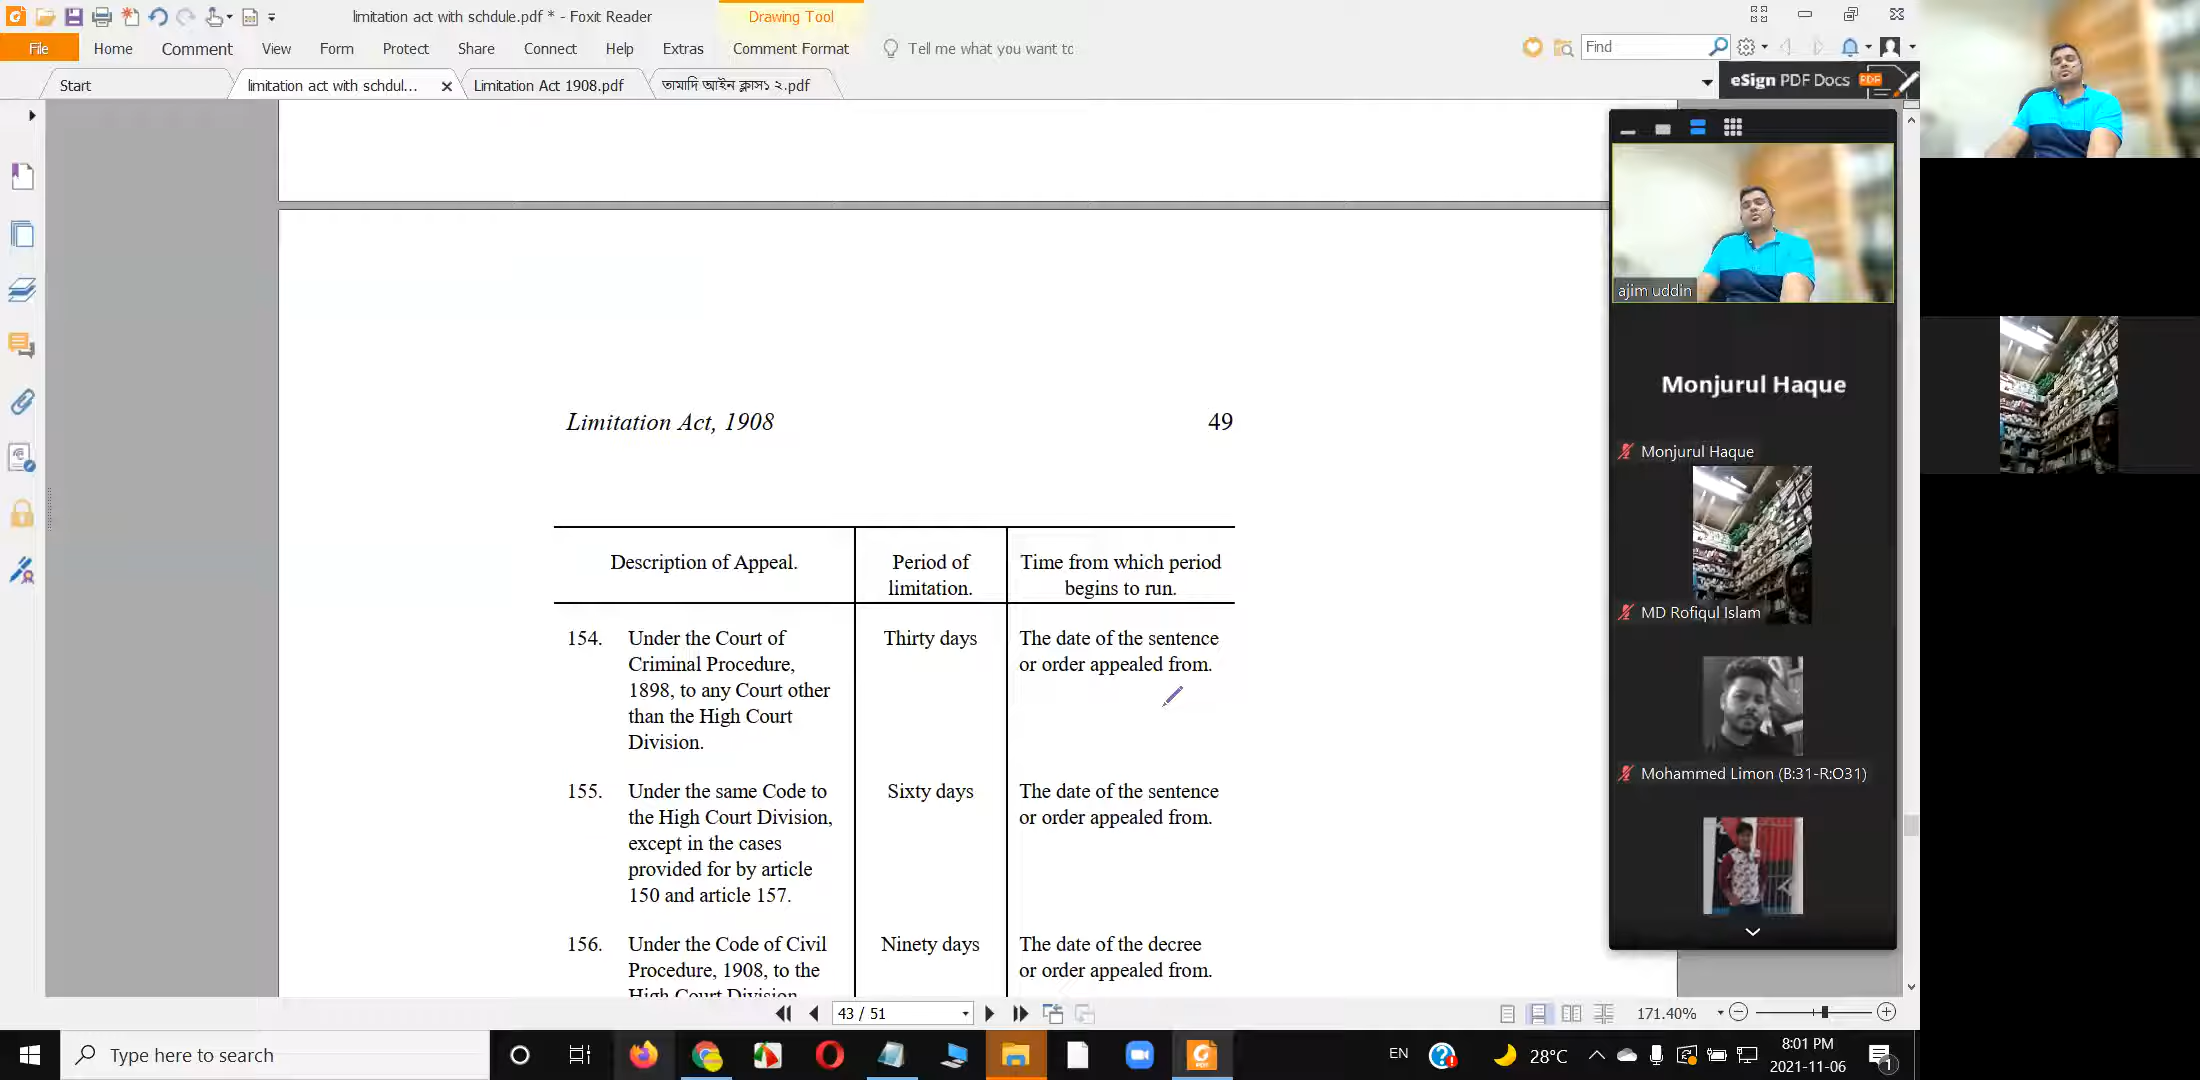 limitation act with schdule.pdf * - Foxit Reader
Drawing Tool
File
Home
Comment
View
Form
Protect
Share
Connect
Help
Extras
Comment Format
Tell me what you want to
Find
Start
limitation act with schdul...
Limitation Act 1908.pdf
তামাদি আইন ক্লাস১ ২.pdf
eSign PDF Docs
PDF
Limitation Act, 1908
49
Description of Appeal.
Period of
limitation.
Time from which period
begins to run.
154.
Under the Court of
Criminal Procedure,
1898, to any Court other
than the High Court
Division.
Thirty days
The date of the sentence
or order appealed from.
155.
Under the same Code to
the High Court Division,
except in the cases
provided for by article
150 and article 157.
Sixty days
The date of the sentence
or order appealed from.
156.
Under the Code of Civil
Procedure, 1908, to the
High Court Division
Ninety days
The date of the decree
or order appealed from.
ajim uddin
Monjurul Haque
Monjurul Haque
MD Rofiqul Islam
Mohammed Limon (B:31-R:O31)
43 / 51
171.40%
Type here to search
EN
28°C
8:01 PM
2021-11-06
1